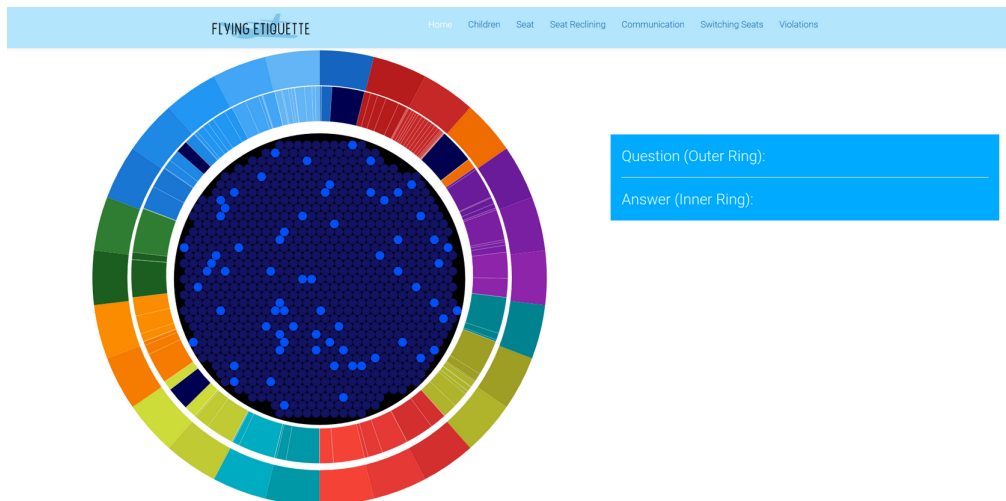 FLYING ETIQUETTE
Home Children Seat Seat Reclining Communication Switching Seats Violations
Question (Outer Ring):
Answer (Inner Ring):